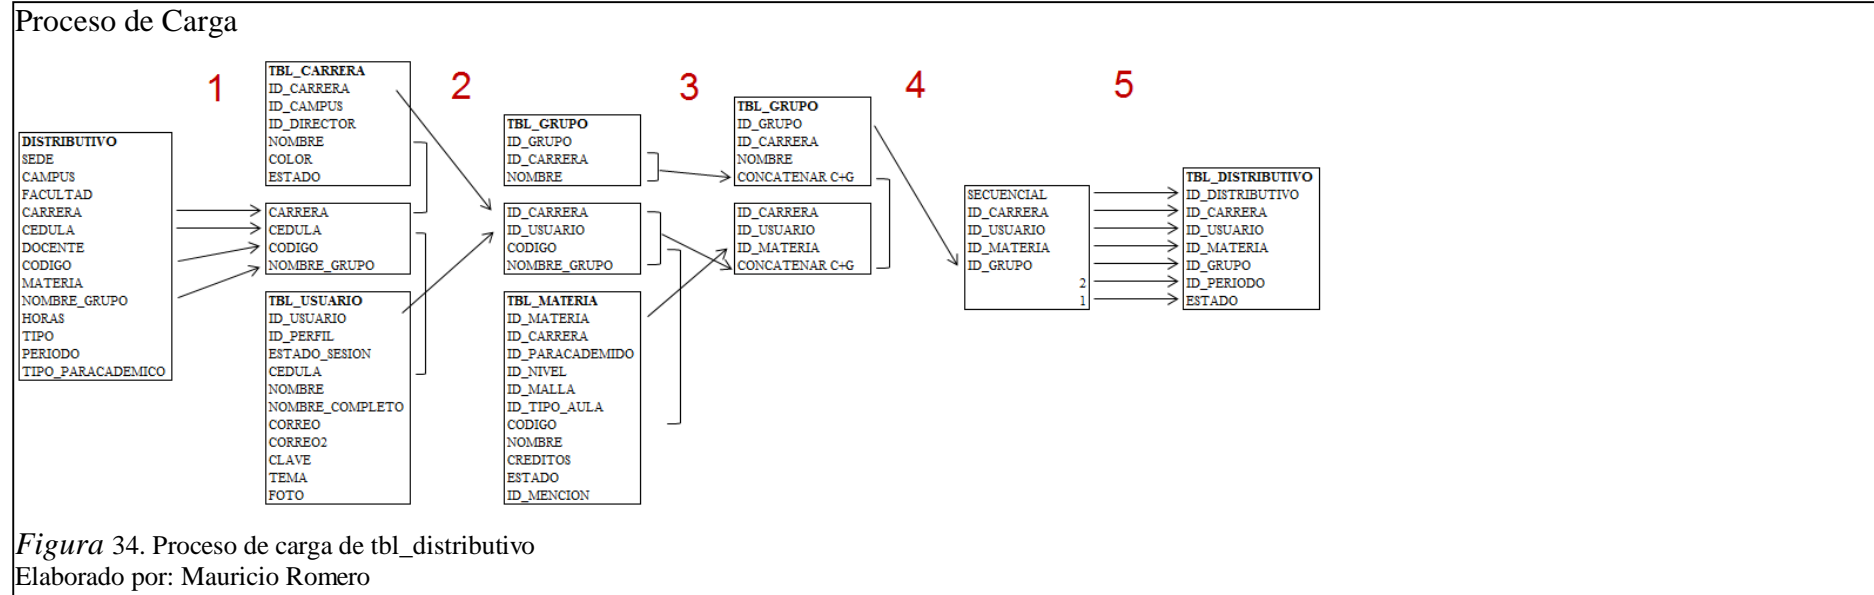 Proceso de Carga
1
2
3
4
5
DISTRIBUTIVO
SEDE
CAMPUS
FACULTAD
CARRERA
CEDULA
DOCENTE
CODIGO
MATERIA
NOMBRE_GRUPO
HORAS
TIPO
PERIODO
TIPO_PARACADEMICO
TBL_CARRERA
ID_CARRERA
ID_CAMPUS
ID_DIRECTOR
NOMBRE
COLOR
ESTADO
CARRERA
CEDULA
CODIGO
NOMBRE_GRUPO
TBL_USUARIO
ID_USUARIO
ID_PERFIL
ESTADO_SESION
CEDULA
NOMBRE
NOMBRE_COMPLETO
CORREO
CORREO2
CLAVE
TEMA
FOTO
TBL_GRUPO
ID_GRUPO
ID_CARRERA
NOMBRE
ID_CARRERA
ID_USUARIO
CODIGO
NOMBRE_GRUPO
TBL_MATERIA
ID_MATERIA
ID_CARRERA
ID_PARACADEMIDO
ID_NIVEL
ID_MALLA
ID_TIPO_AULA
CODIGO
NOMBRE
CREDITOS
ESTADO
ID_MENCION
TBL_GRUPO
ID_GRUPO
ID_CARRERA
NOMBRE
CONCATENAR C+G
ID_CARRERA
ID_USUARIO
ID_MATERIA
CONCATENAR C+G
SECUENCIAL
ID_CARRERA
ID_USUARIO
ID_MATERIA
ID_GRUPO
2
1
TBL_DISTRIBUTIVO
ID_DISTRIBUTIVO
ID_CARRERA
ID_USUARIO
ID_MATERIA
ID_GRUPO
ID_PERIODO
ESTADO
Figura 34. Proceso de carga de tbl_distributivo
Elaborado por: Mauricio Romero